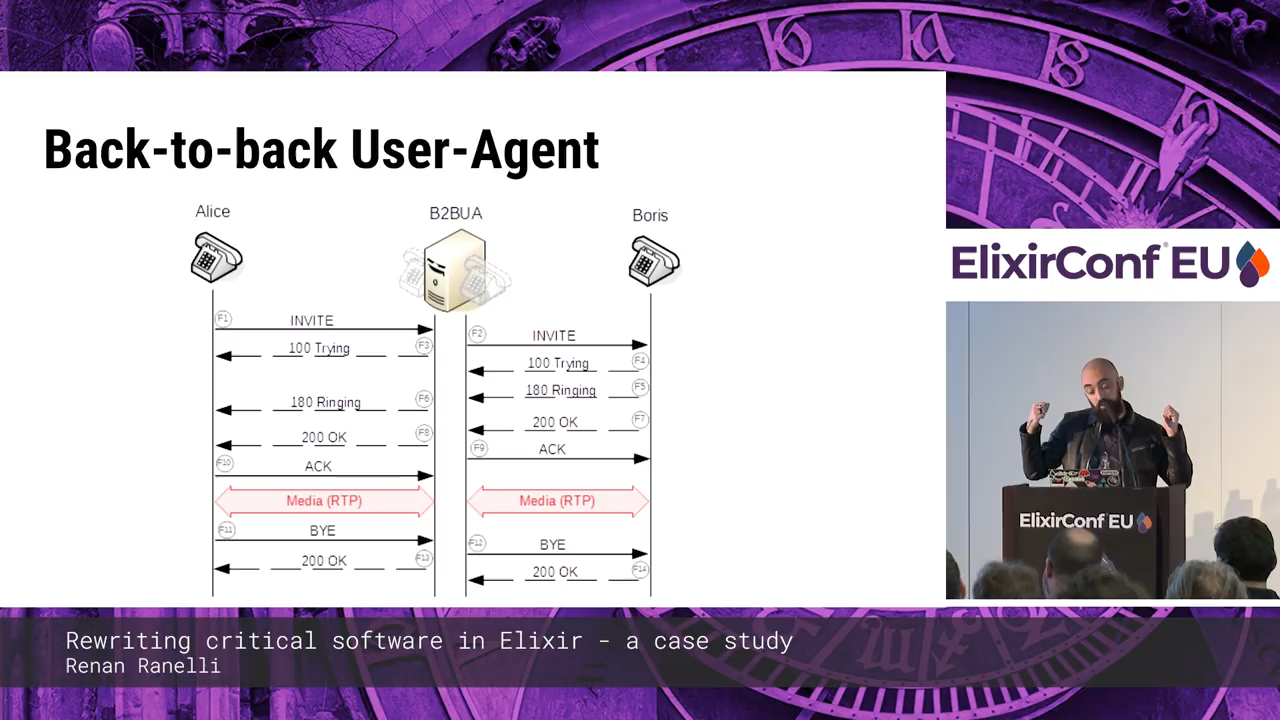 Back-to-back User-Agent
Alice
B2BUA
Boris
F1
INVITE
F2
INVITE
100 Trying
F3
100 Trying
F4
180 Ringing
F5
180 Ringing
F6
200 OK
F7
200 OK
F8
F9
ACK
F10
ACK
Media (RTP)
Media (RTP)
F11
BYE
F12
BYE
200 OK
F13
200 OK
F14
ElixirConf® EU
ElixirConf EU
Rewriting critical software in Elixir - a case study
Renan Ranelli